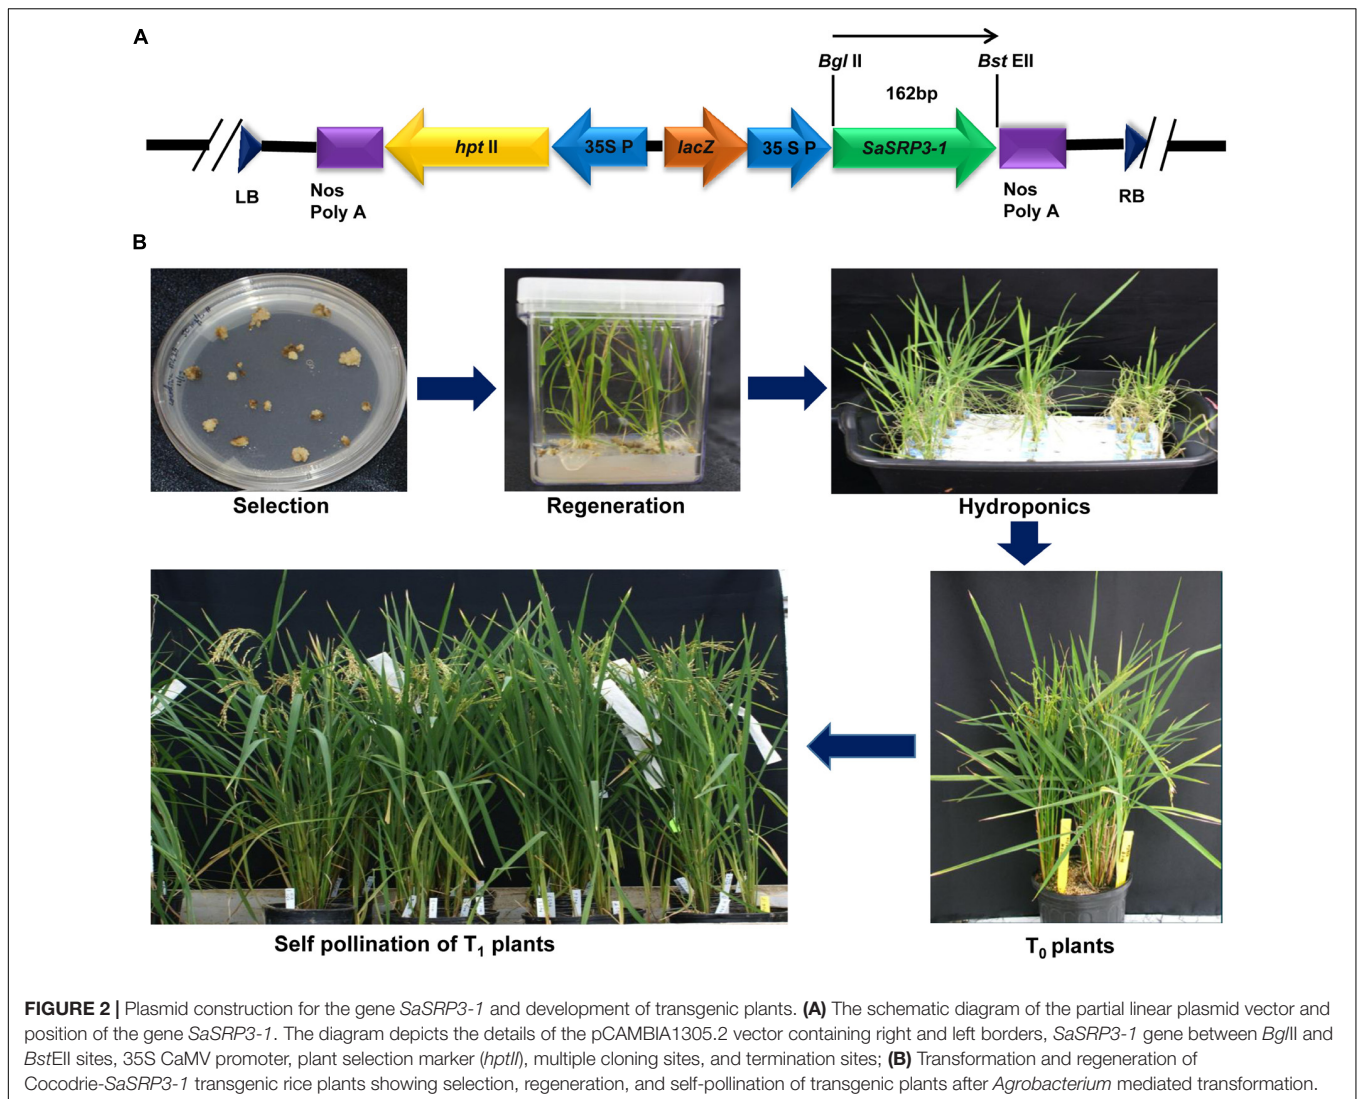 A
Bgl II
Bst EII
162bp
hpt II
35S P
lacZ
35 S P
SaSRP3-1
LB
Nos
Poly A
Nos
Poly A
RB
B
Selection
Regeneration
Hydroponics
Self pollination of T1 plants
T0 plants
FIGURE 2 | Plasmid construction for the gene SaSRP3-1 and development of transgenic plants. (A) The schematic diagram of the partial linear plasmid vector and
position of the gene SaSRP3-1. The diagram depicts the details of the pCAMBIA1305.2 vector containing right and left borders, SaSRP3-1 gene between BglII and
BstEII sites, 35S CaMV promoter, plant selection marker (hptII), multiple cloning sites, and termination sites; (B) Transformation and regeneration of
Cocodrie-SaSRP3-1 transgenic rice plants showing selection, regeneration, and self-pollination of transgenic plants after Agrobacterium mediated transformation.